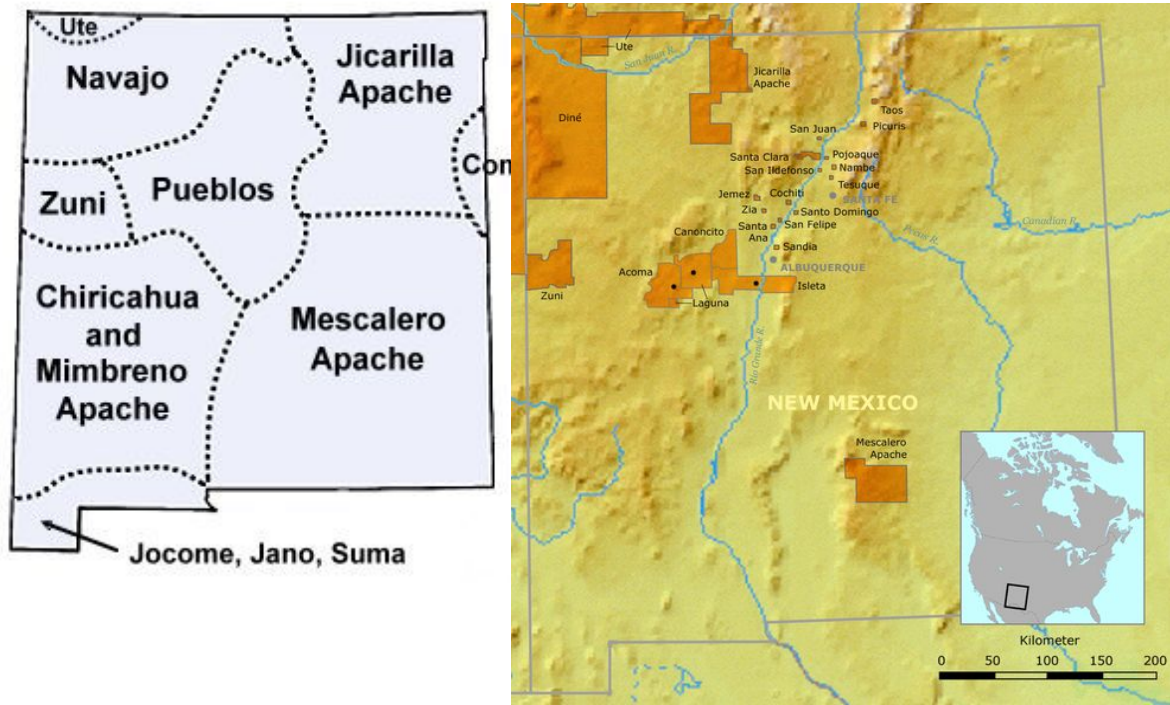 Ute
Navajo
Jicarilla
Apache
Con
Zuni
Pueblos
Chiricahua
and
Mimbreno
Apache
Mescalero
Apache
Jocome, Jano, Suma
Ute
San Juan R.
Jicarilla
Apache
Diné
Taos
San Juan
Picuris
Santa Clara
Pojoaque
San Ildefonso
Nambe
Tesuque
Jemez
Cochiti
SANTA FE
Zia
Santo Domingo
Santa
Ana
San Felipe
Canadian R.
Pecos R.
Canoncito
Sandia
ALBUQUERQUE
Acoma
Zuni
Laguna
Isleta
Rio Grande R.
NEW MEXICO
Mescalero
Apache
Kilometer
0 50 100 150 200